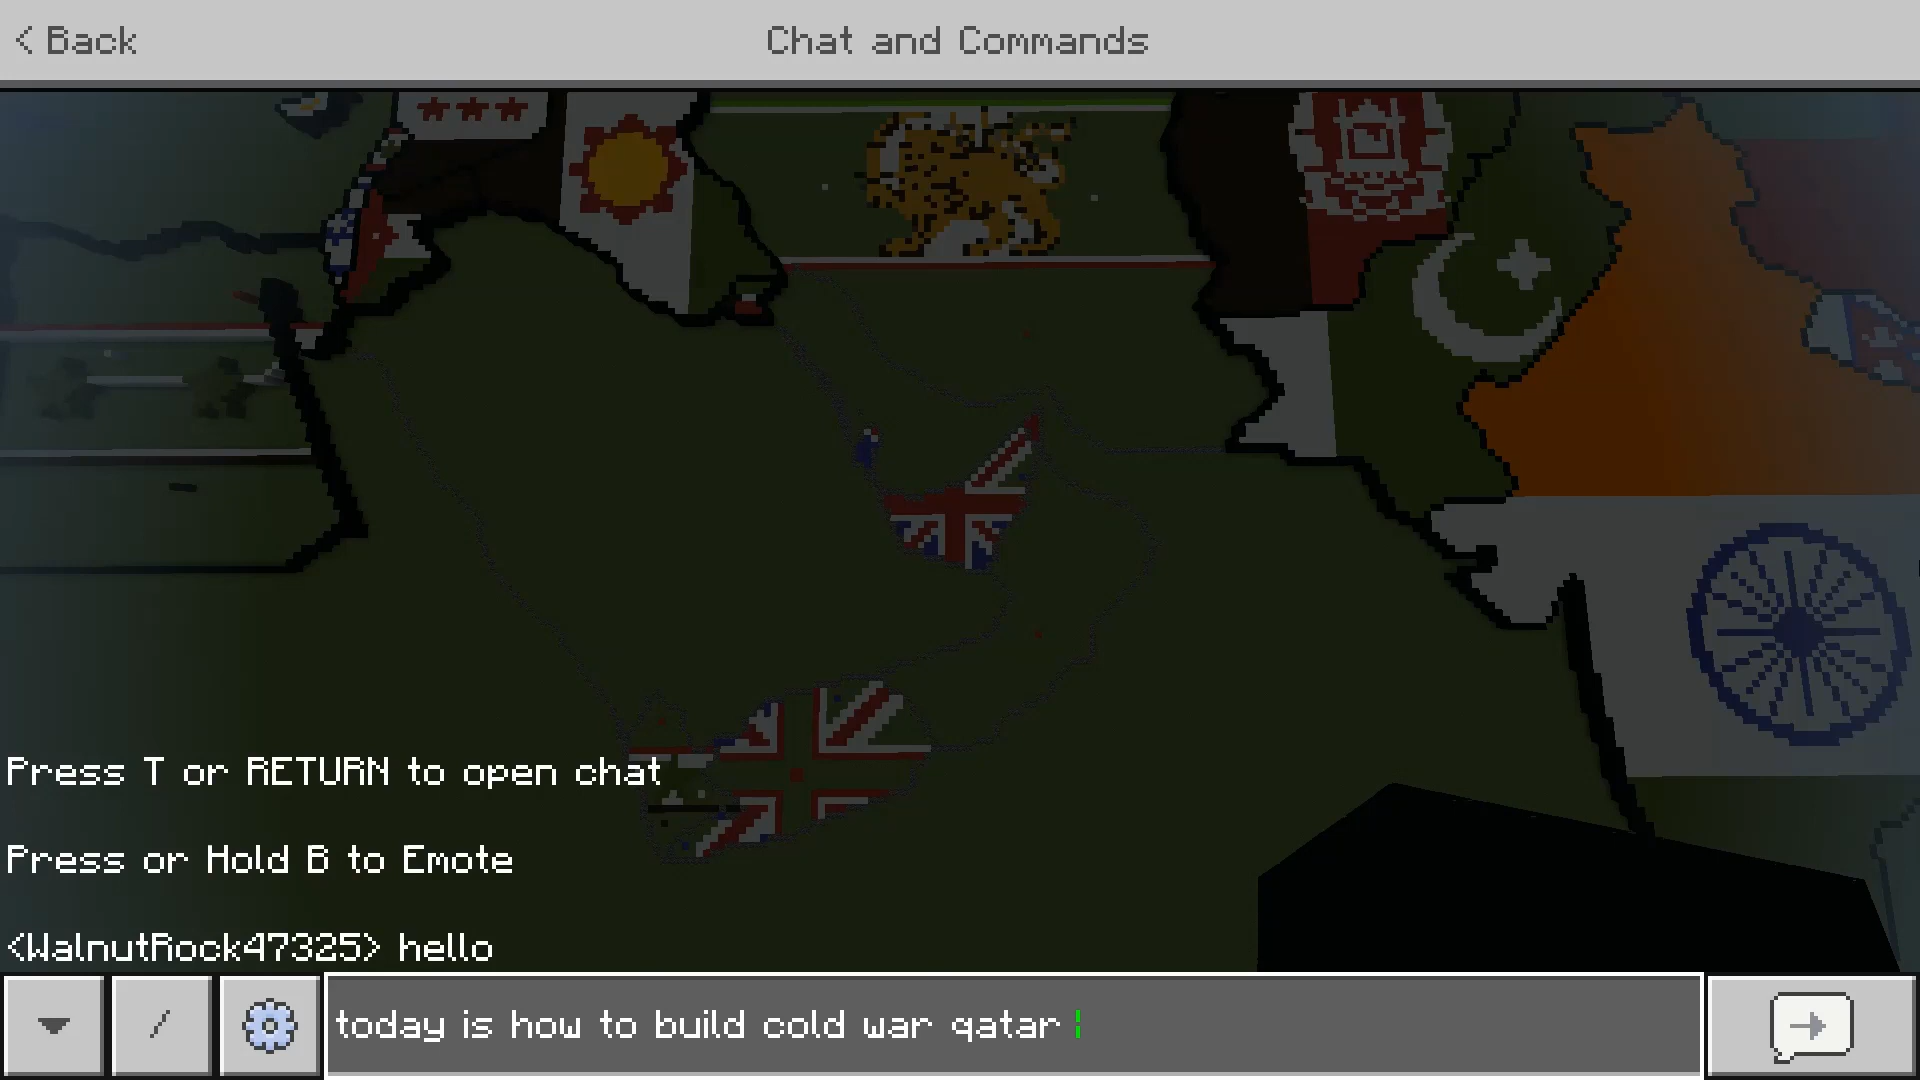 < Back
Chat and Commands
Press T or RETURN to open chat
Press or Hold B to Emote
<WalnutRock47325> hello
/
today is how to build cold war qatar